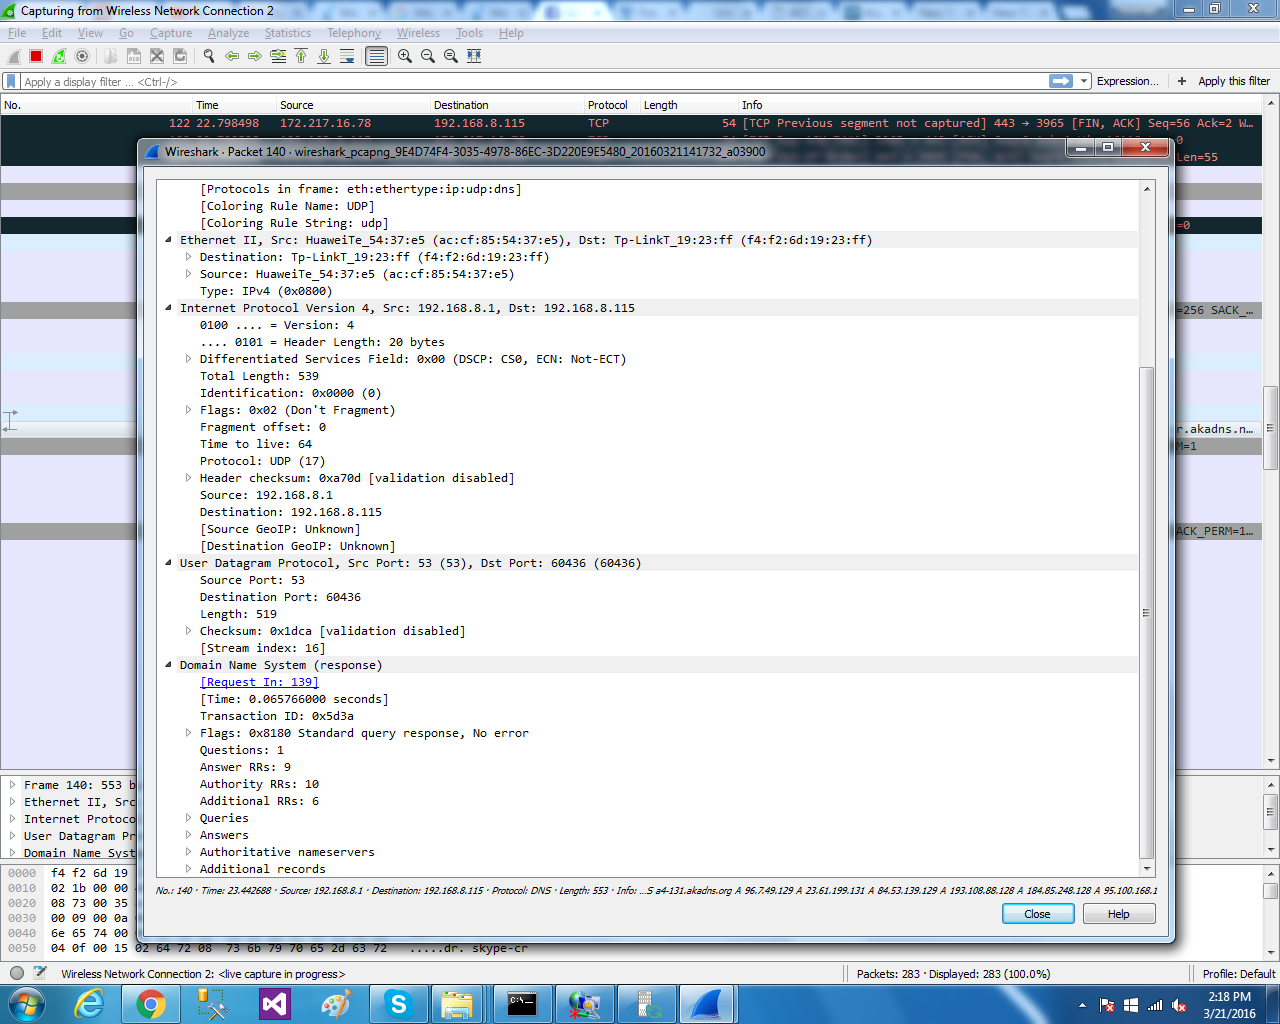 Capturing from Wireless Network Connection 2
File Edit View Go Capture Analyze Statistics Telephony Wireless Tools Help
Apply a display filter ... <Ctrl-/>
Expression... + Apply this filter
No. Time Source Destination Protocol Length Info
122 22.798498 172.217.16.78 192.168.8.115 TCP 54 [TCP Previous segment not captured] 443 → 3965 [FIN, ACK] Seq=56 Ack=2 W...
Wireshark · Packet 140 · wireshark_pcapng_9E4D74F4-3035-4978-86EC-3D220E9E5480_20160321141732_a03900
Len=55
=0
=256 SACK_...
r.akadns.n...
M=1
ACK_PERM=1...
[Protocols in frame: eth:ethertype:ip:udp:dns]
[Coloring Rule Name: UDP]
[Coloring Rule String: udp]
Ethernet II, Src: HuaweiTe_54:37:e5 (ac:cf:85:54:37:e5), Dst: Tp-LinkT_19:23:ff (f4:f2:6d:19:23:ff)
Destination: Tp-LinkT_19:23:ff (f4:f2:6d:19:23:ff)
Source: HuaweiTe_54:37:e5 (ac:cf:85:54:37:e5)
Type: IPv4 (0x0800)
Internet Protocol Version 4, Src: 192.168.8.1, Dst: 192.168.8.115
0100 .... = Version: 4
.... 0101 = Header Length: 20 bytes
Differentiated Services Field: 0x00 (DSCP: CS0, ECN: Not-ECT)
Total Length: 539
Identification: 0x0000 (0)
Flags: 0x02 (Don't Fragment)
Fragment offset: 0
Time to live: 64
Protocol: UDP (17)
Header checksum: 0xa70d [validation disabled]
Source: 192.168.8.1
Destination: 192.168.8.115
[Source GeoIP: Unknown]
[Destination GeoIP: Unknown]
User Datagram Protocol, Src Port: 53 (53), Dst Port: 60436 (60436)
Source Port: 53
Destination Port: 60436
Length: 519
Checksum: 0x1dca [validation disabled]
[Stream index: 16]
Domain Name System (response)
[Request In: 139]
[Time: 0.065766000 seconds]
Transaction ID: 0x5d3a
Flags: 0x8180 Standard query response, No error
Questions: 1
Answer RRs: 9
Authority RRs: 10
Additional RRs: 6
Queries
Answers
Authoritative nameservers
Additional records
No.: 140 · Time: 23.442688 · Source: 192.168.8.1 · Destination: 192.168.8.115 · Protocol: DNS · Length: 553 · Info: ...S a4-131.akadns.org A 96.7.49.129 A 23.61.199.131 A 84.53.139.129 A 193.108.88.128 A 184.85.248.128 A 95.100.168.1
Close Help
Frame 140: 553 b
Ethernet II, Src
Internet Protoco
User Datagram Pr
Domain Name Syst
0000 f4 f2 6d 19
0010 02 1b 00 00
0020 08 73 00 35
0030 00 09 00 0a
0040 6e 65 74 00
0050 04 0f 00 15 02 64 72 08 73 6b 79 70 65 2d 63 72 .....dr. skype-cr
Wireless Network Connection 2: <live capture in progress>
Packets: 283 · Displayed: 283 (100.0%)
Profile: Default
2:18 PM
3/21/2016